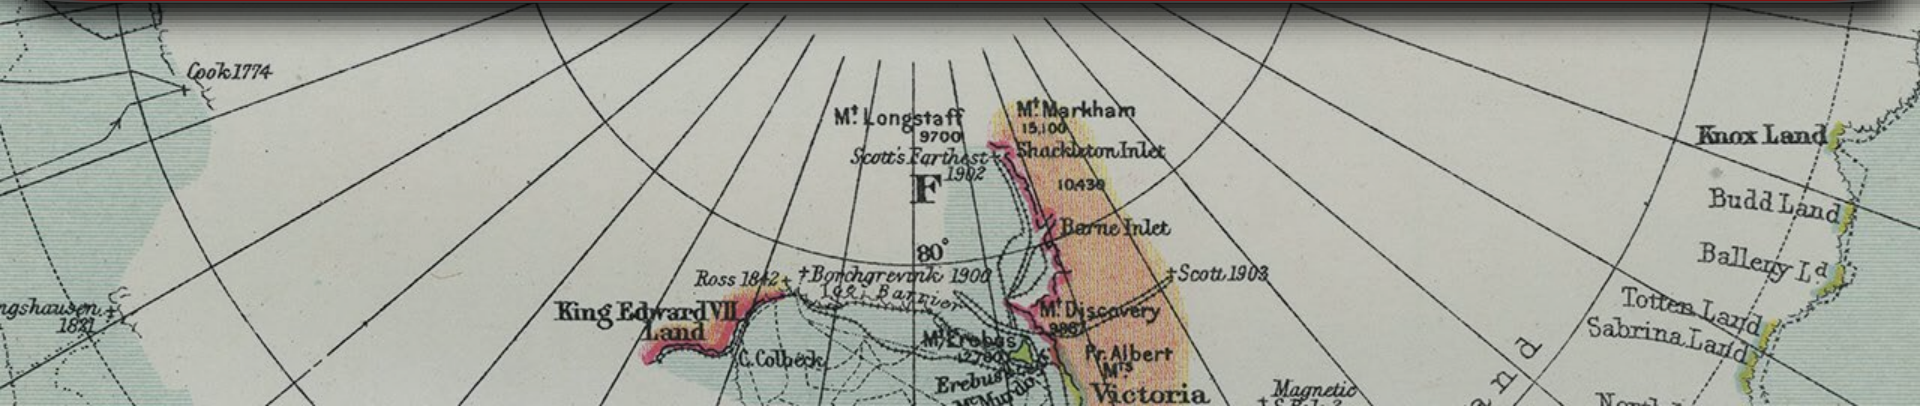 Cook 1774
Mt. Longstaff
9700
Mt. Markham
15,100
Scott's Farthest
1902
Shackleton Inlet
F
10,430
Knox Land
Budd Land
Barne Inlet
80°
Balleny Ld
Ross 1842
Borchgrevink 1900
Scott 1903
King Edward VII
Land
Mt. Discovery
Totten Land
Sabrina Land
1821
C. Colbeck
Mt. Erebus
Pr. Albert
Mts
Erebus
Victoria
Magnetic